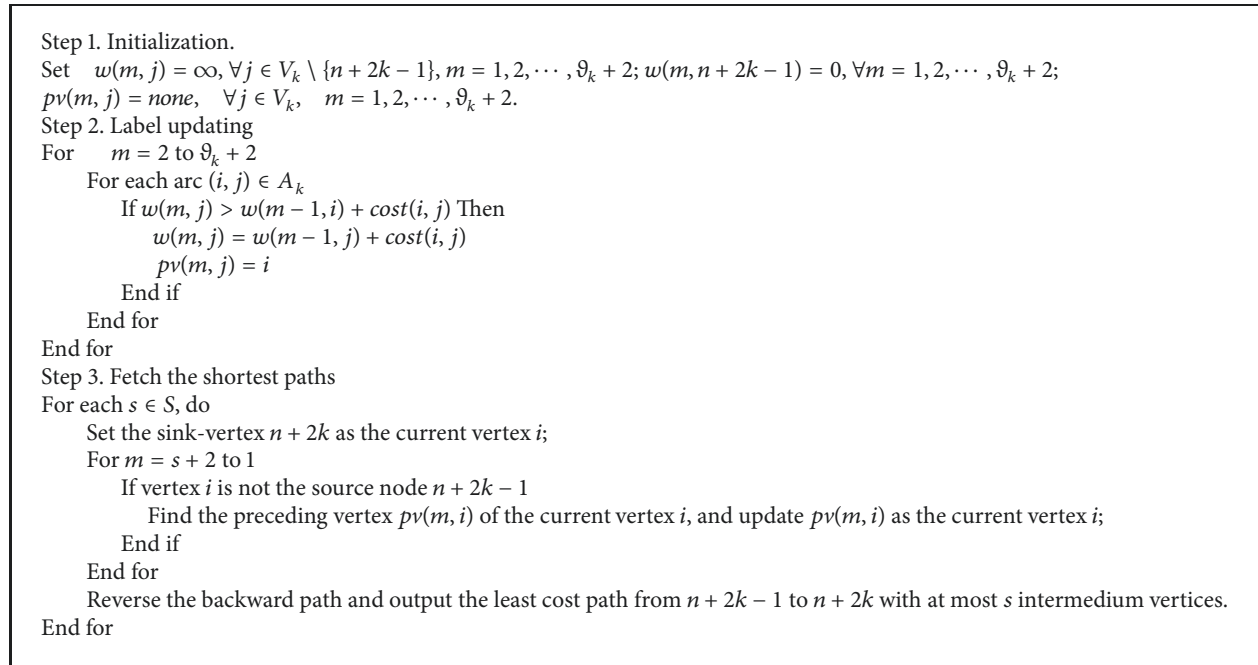 Step 1. Initialization.
Set w(m, j) = ∞, ∀j ∈ V_k \ {n + 2k − 1}, m = 1, 2, ⋯ , ϑ_k + 2; w(m, n + 2k − 1) = 0, ∀m = 1, 2, ⋯ , ϑ_k + 2;
pv(m, j) = none, ∀j ∈ V_k, m = 1, 2, ⋯ , ϑ_k + 2.
Step 2. Label updating
For m = 2 to ϑ_k + 2
For each arc (i, j) ∈ A_k
If w(m, j) > w(m − 1, i) + cost(i, j) Then
w(m, j) = w(m − 1, j) + cost(i, j)
pv(m, j) = i
End if
End for
End for
Step 3. Fetch the shortest paths
For each s ∈ S, do
Set the sink-vertex n + 2k as the current vertex i;
For m = s + 2 to 1
If vertex i is not the source node n + 2k − 1
Find the preceding vertex pv(m, i) of the current vertex i, and update pv(m, i) as the current vertex i;
End if
End for
Reverse the backward path and output the least cost path from n + 2k − 1 to n + 2k with at most s intermedium vertices.
End for